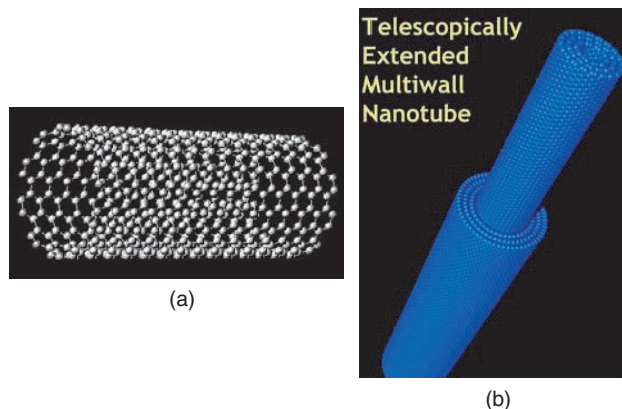 Telescopically
Extended
Multiwall
Nanotube
(a)
(b)